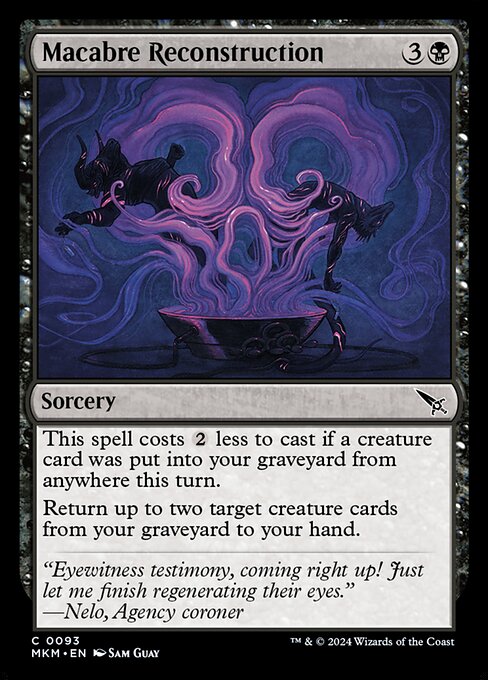 Macabre Reconstruction 3
Sorcery
This spell costs 2 less to cast if a creature
card was put into your graveyard from
anywhere this turn.
Return up to two target creature cards
from your graveyard to your hand.
“Eyewitness testimony, coming right up! Just
let me finish regenerating their eyes.”
—Nelo, Agency coroner
C 0093
MKM • EN SAM GUAY
™ & © 2024 Wizards of the Coast